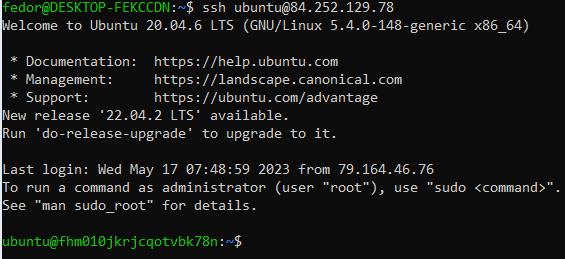 fedor@DESKTOP-FEKCCDN:~$ ssh ubuntu@84.252.129.78
Welcome to Ubuntu 20.04.6 LTS (GNU/Linux 5.4.0-148-generic x86_64)

 * Documentation:  https://help.ubuntu.com
 * Management:     https://landscape.canonical.com
 * Support:        https://ubuntu.com/advantage
New release '22.04.2 LTS' available.
Run 'do-release-upgrade' to upgrade to it.

Last login: Wed May 17 07:48:59 2023 from 79.164.46.76
To run a command as administrator (user "root"), use "sudo <command>".
See "man sudo_root" for details.

ubuntu@fhm010jkrjcqotvbk78n:~$